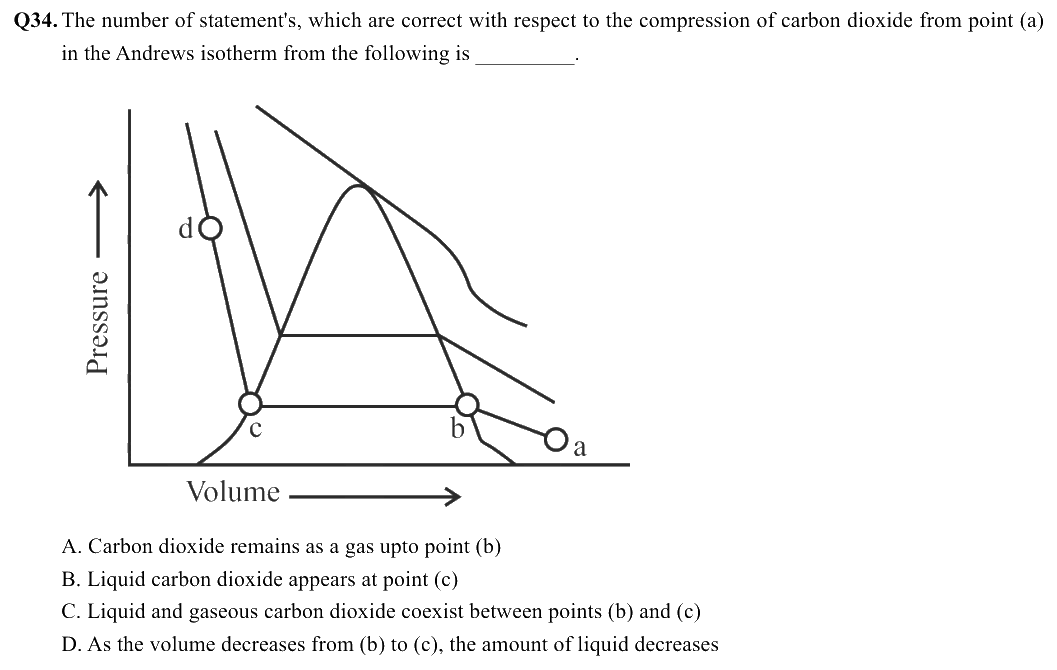 Q34. The number of statement's, which are correct with respect to the compression of carbon dioxide from point (a)
in the Andrews isotherm from the following is __________.
d
Pressure
c
b
a
Volume
A. Carbon dioxide remains as a gas upto point (b)
B. Liquid carbon dioxide appears at point (c)
C. Liquid and gaseous carbon dioxide coexist between points (b) and (c)
D. As the volume decreases from (b) to (c), the amount of liquid decreases